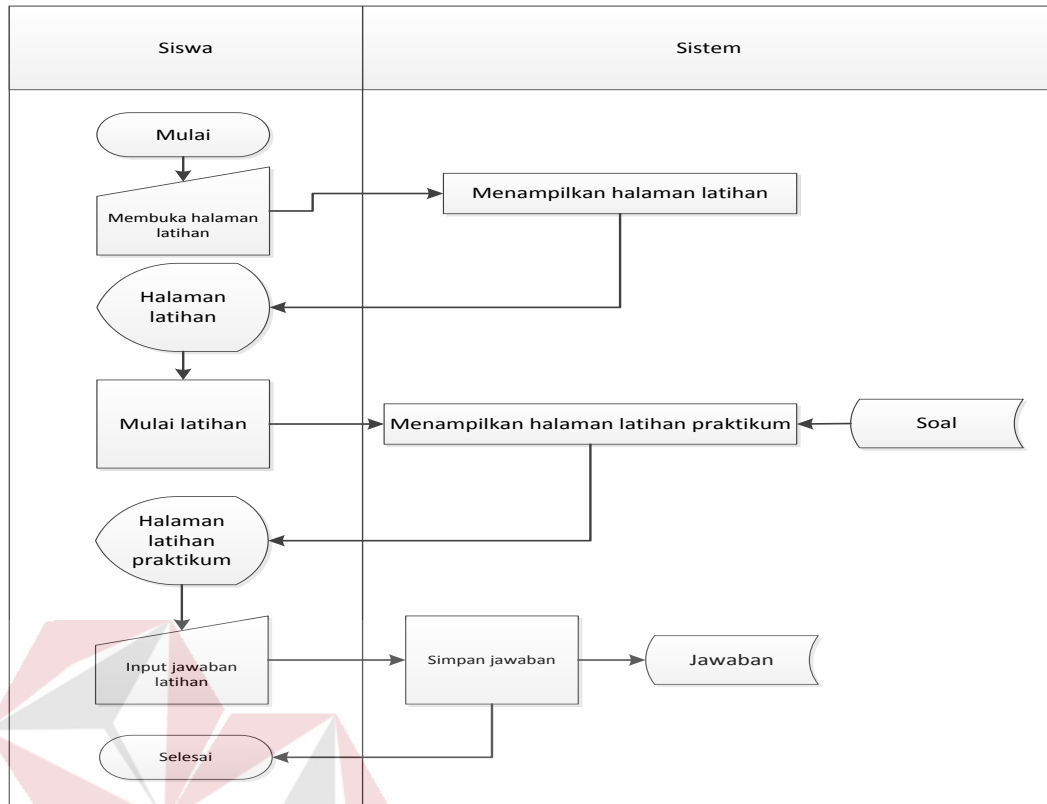 Siswa
Sistem
Mulai
Membuka halaman
latihan
Menampilkan halaman latihan
Halaman
latihan
Mulai latihan
Menampilkan halaman latihan praktikum
Soal
Halaman
latihan
praktikum
Input jawaban
latihan
Simpan jawaban
Jawaban
Selesai